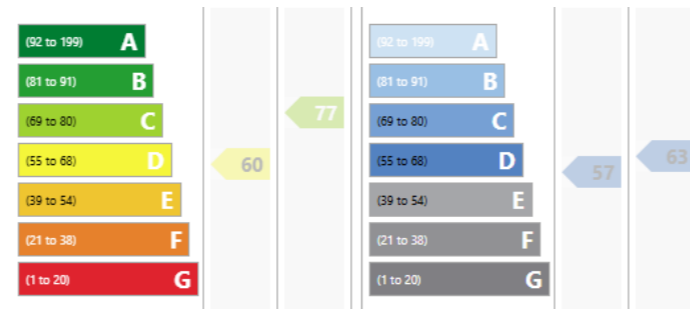 (92 to 199) A
(81 to 91) B
(69 to 80) C
(55 to 68) D
(39 to 54) E
(21 to 38) F
(1 to 20) G
60
77
(92 to 199) A
(81 to 91) B
(69 to 80) C
(55 to 68) D
(39 to 54) E
(21 to 38) F
(1 to 20) G
57
63